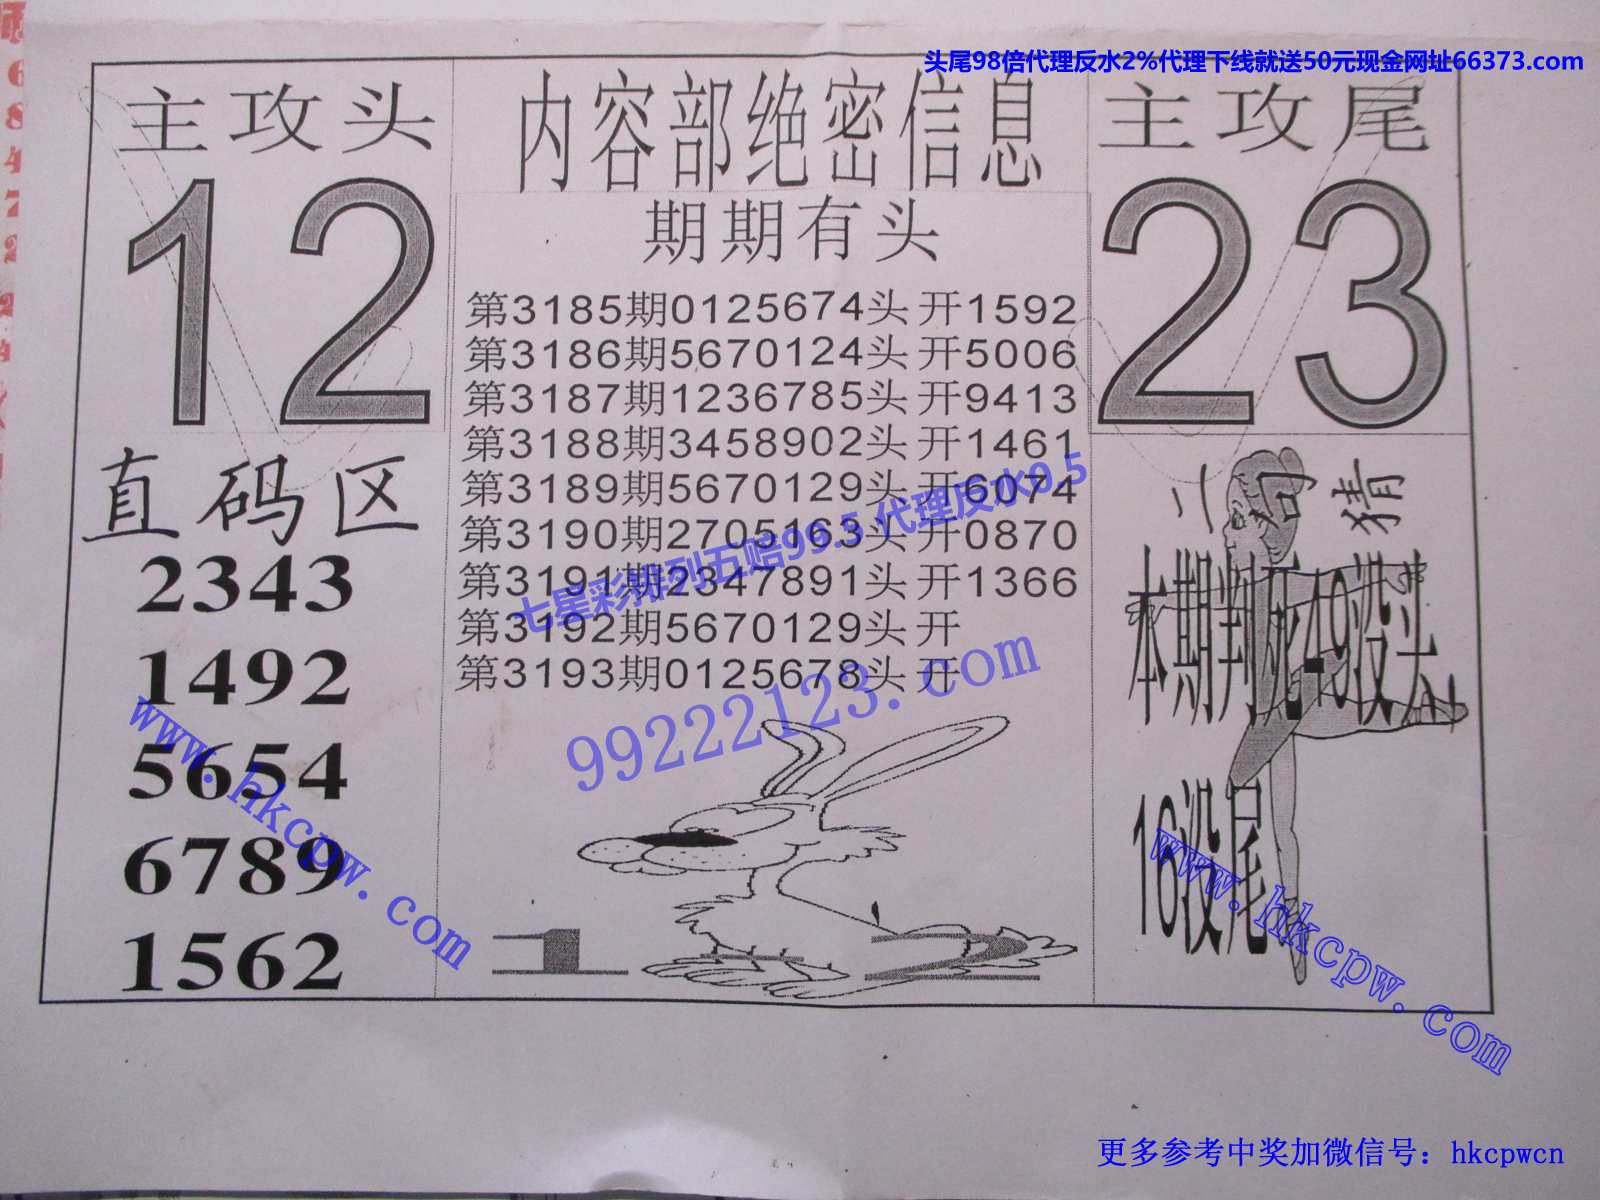 头尾98倍代理反水2%代理下线就送50元现金网址66373.com
主攻头
12
内容部绝密信息
期期有头
第3185期0125674头 开1592
第3186期5670124头 开5006
第3187期1236785头 开9413
第3188期3458902头 开1461
第3189期5670129头 开6074
第3190期2705163头 开0870
第3191期2347891头 开1366
第3192期5670129头 开
第3193期0125678头 开
七星彩排列五赔99.5 代理反水9.5
99222123.com
主攻尾
23
直码区
2343
1492
5654
6789
1562
www.hkcpw.com
二句猜
本期判死49没头
16没尾
www.hkcpw.com
更多参考中奖加微信号：hkcpwcn